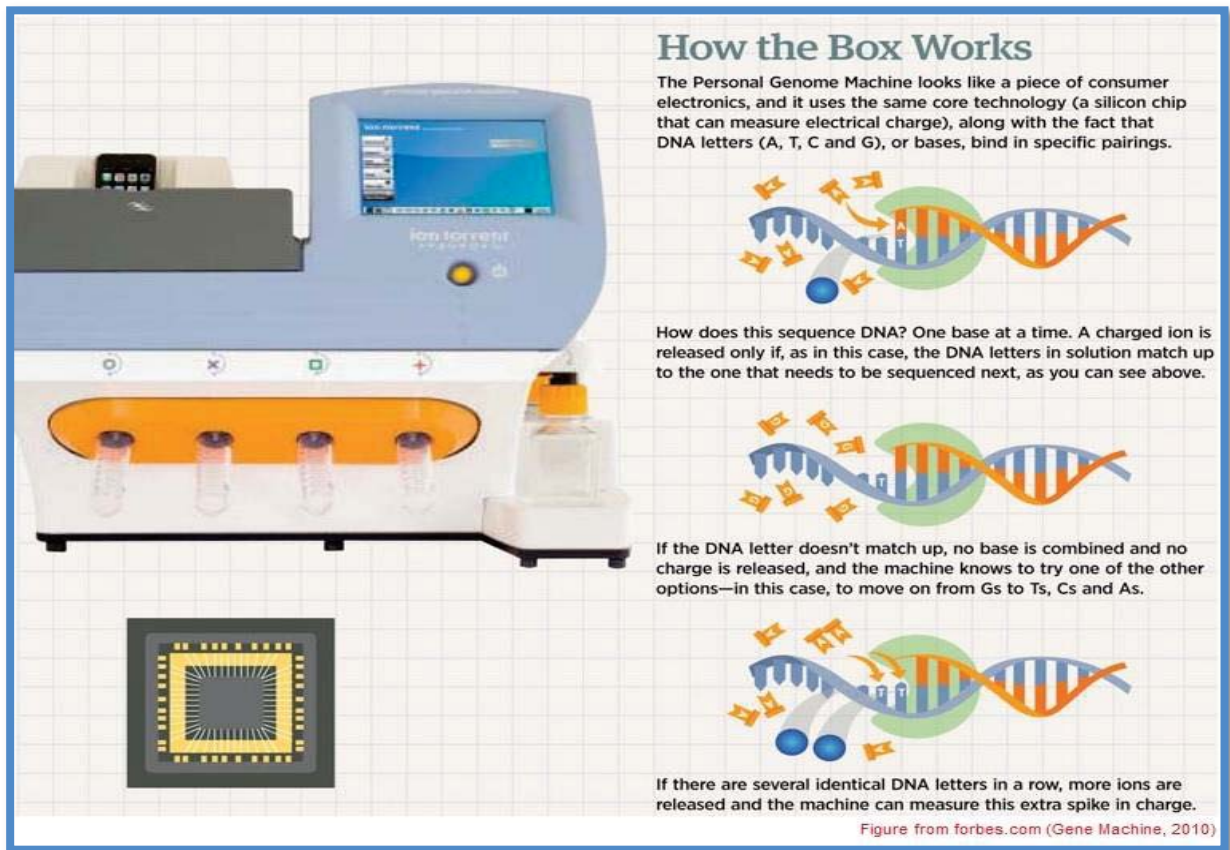 How the Box Works
The Personal Genome Machine looks like a piece of consumer
electronics, and it uses the same core technology (a silicon chip
that can measure electrical charge), along with the fact that
DNA letters (A, T, C and G), or bases, bind in specific pairings.
ion torrent
A
T
How does this sequence DNA? One base at a time. A charged ion is
released only if, as in this case, the DNA letters in solution match up
to the one that needs to be sequenced next, as you can see above.
T
If the DNA letter doesn't match up, no base is combined and no
charge is released, and the machine knows to try one of the other
options—in this case, to move on from Gs to Ts, Cs and As.
T T
If there are several identical DNA letters in a row, more ions are
released and the machine can measure this extra spike in charge.
Figure from forbes.com (Gene Machine, 2010)